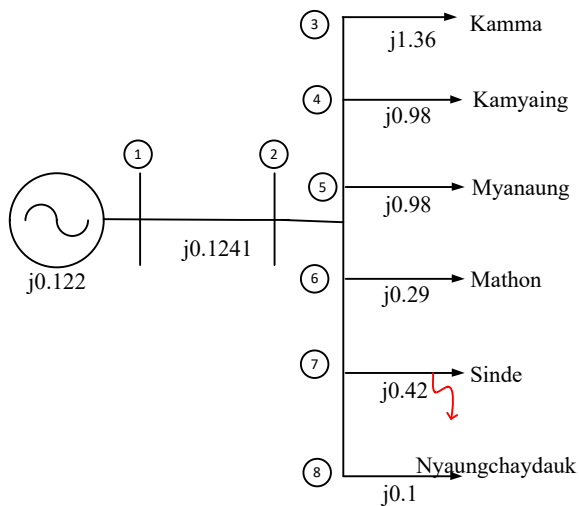 3
j1.36
Kamma
4
j0.98
Kamyaing
1
2
5
j0.98
Myanaung
j0.122
j0.1241
6
j0.29
Mathon
7
j0.42
Sinde
8
j0.1
Nyaungchaydauk